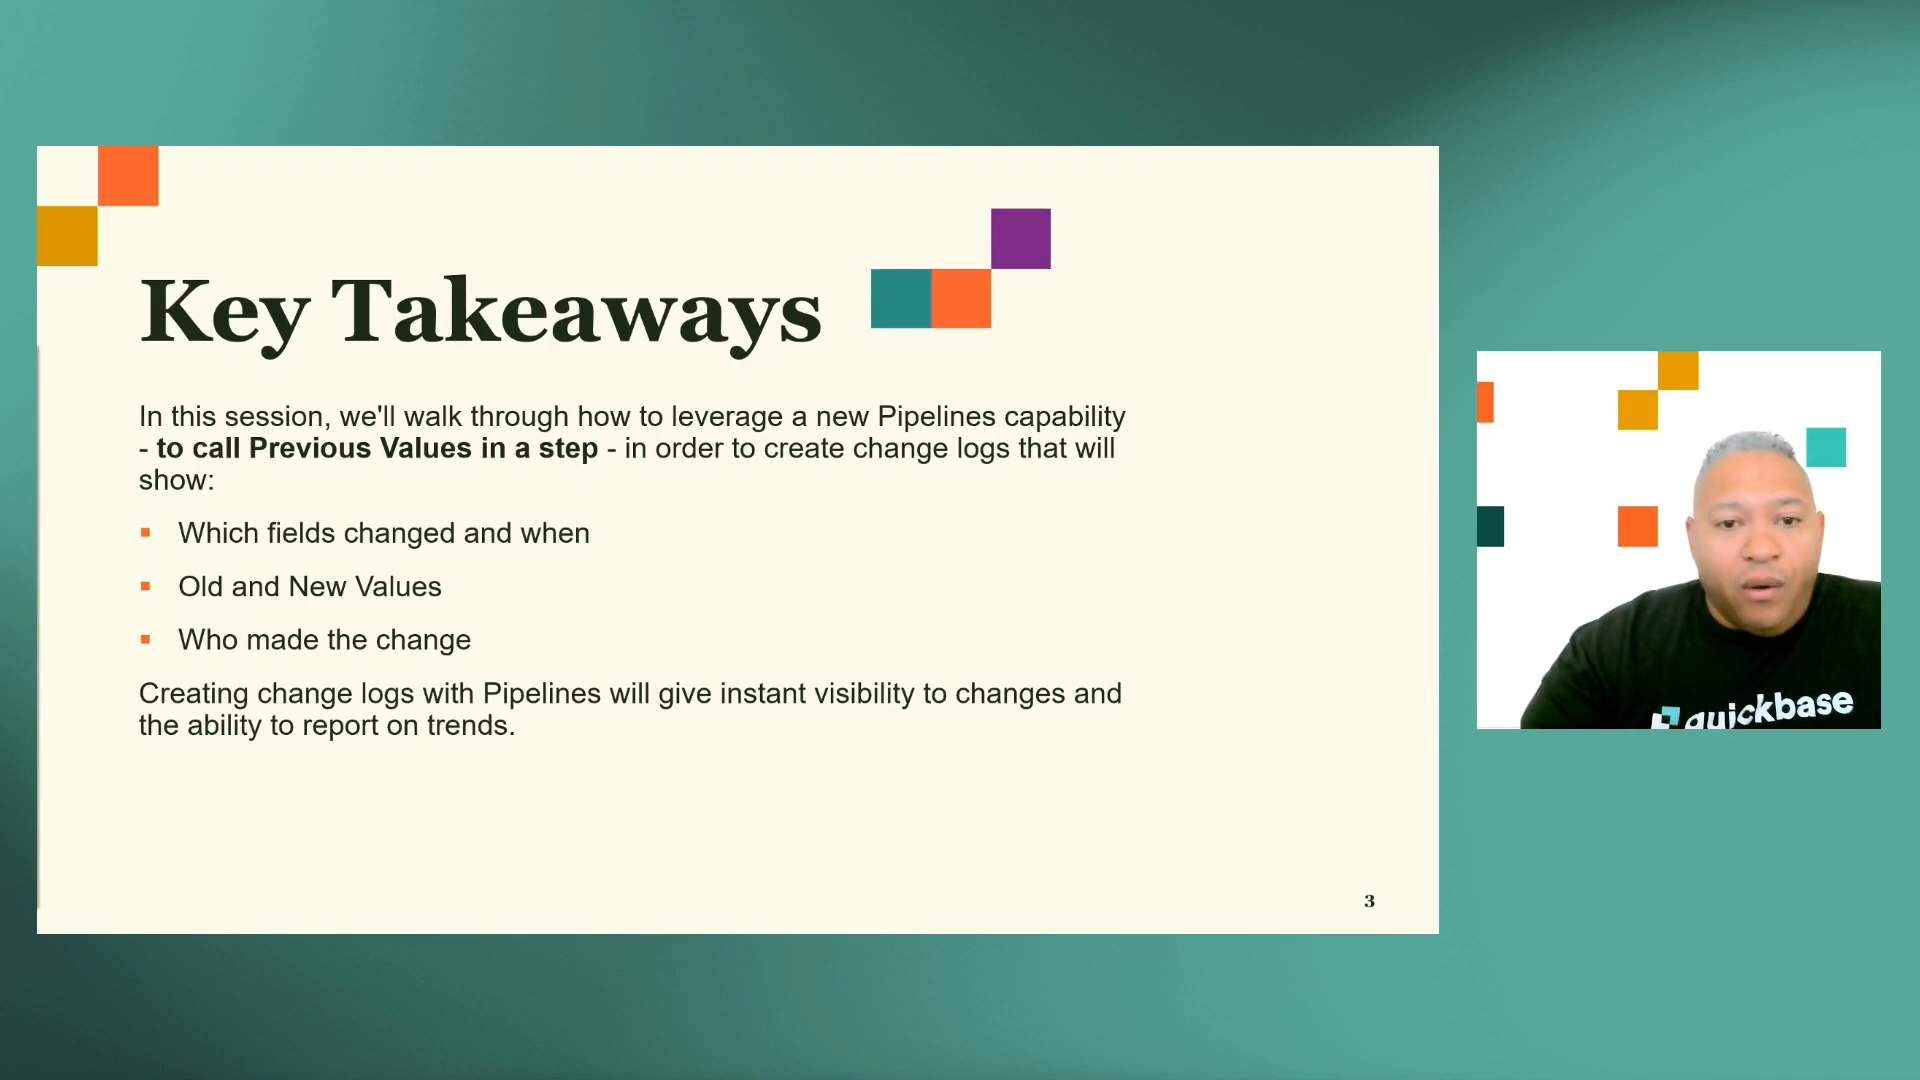 Key Takeaways
In this session, we'll walk through how to leverage a new Pipelines capability
- to call Previous Values in a step - in order to create change logs that will
show:
▪ Which fields changed and when
▪ Old and New Values
▪ Who made the change
Creating change logs with Pipelines will give instant visibility to changes and
the ability to report on trends.
3
quickbase